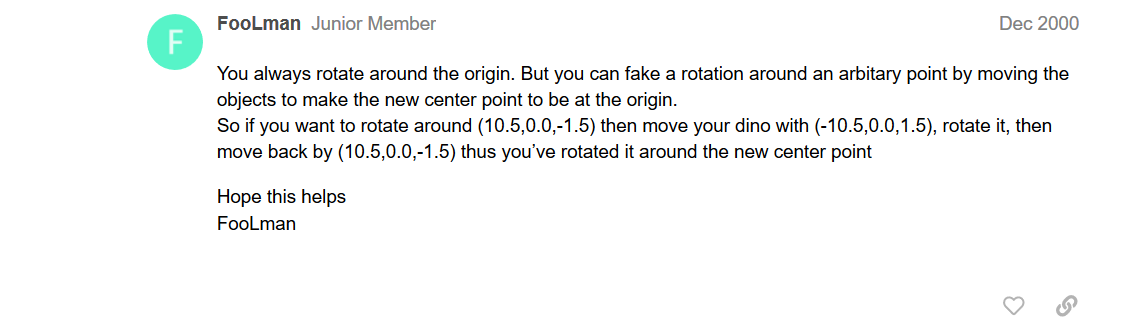 F
FooLman Junior Member Dec 2000
You always rotate around the origin. But you can fake a rotation around an arbitary point by moving the
objects to make the new center point to be at the origin.
So if you want to rotate around (10.5,0.0,-1.5) then move your dino with (-10.5,0.0,1.5), rotate it, then
move back by (10.5,0.0,-1.5) thus you’ve rotated it around the new center point
Hope this helps
FooLman